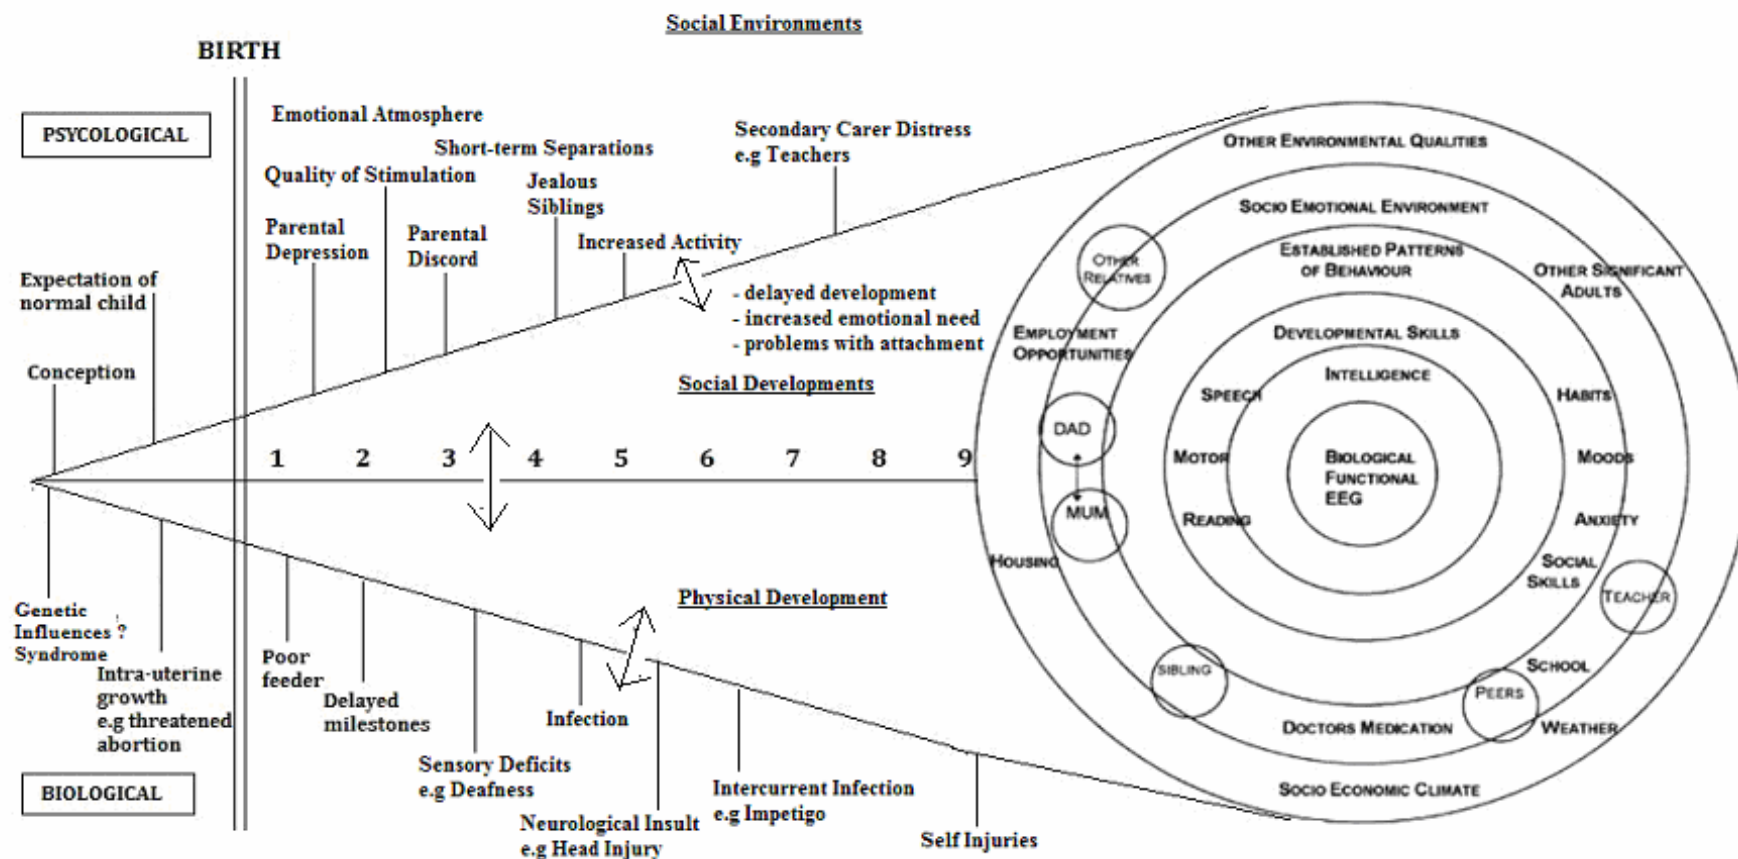 Social Environments
BIRTH
PSYCOLOGICAL
Emotional Atmosphere
Short-term Separations
Quality of Stimulation
Jealous
Siblings
Secondary Carer Distress
e.g Teachers
Parental
Depression
Parental
Discord
Increased Activity
Expectation of
normal child
Conception
- delayed development
- increased emotional need
- problems with attachment
Social Developments
1 2 3 4 5 6 7 8 9
Physical Development
Genetic
Influences ?
Syndrome
Intra-uterine
growth
e.g threatened
abortion
Poor
feeder
Delayed
milestones
Sensory Deficits
e.g Deafness
Infection
Neurological Insult
e.g Head Injury
Intercurrent Infection
e.g Impetigo
Self Injuries
BIOLOGICAL
OTHER ENVIRONMENTAL QUALITIES
SOCIO EMOTIONAL ENVIRONMENT
ESTABLISHED PATTERNS
OF BEHAVIOUR
OTHER
RELATIVES
OTHER SIGNIFICANT
ADULTS
EMPLOYMENT
OPPORTUNITIES
DEVELOPMENTAL SKILLS
INTELLIGENCE
SPEECH
HABITS
DAD
MOTOR
BIOLOGICAL
FUNCTIONAL
EEG
MOODS
MUM
READING
ANXIETY
HOUSING
SOCIAL
SKILLS
TEACHER
SIBLING
SCHOOL
PEERS
DOCTORS MEDICATION
WEATHER
SOCIO ECONOMIC CLIMATE